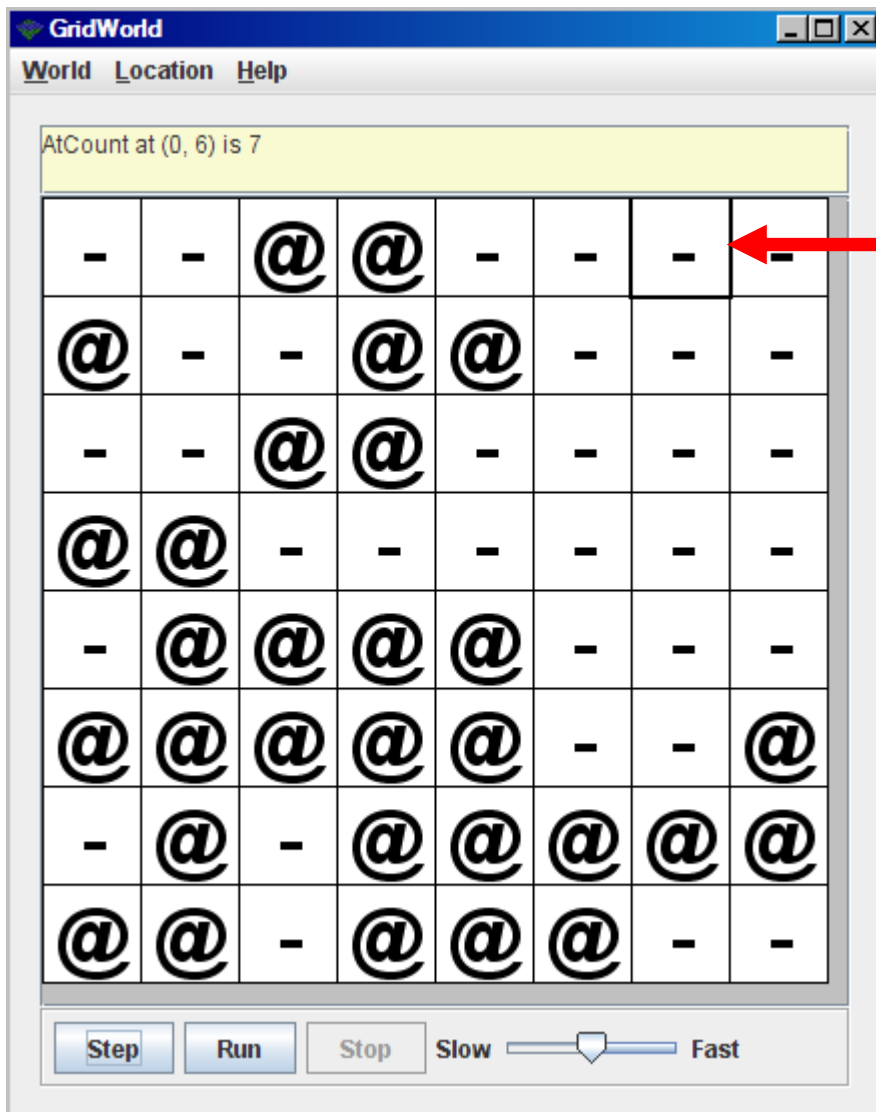 GridWorld
World Location Help
AtCount at (0, 6) is 7
- - @ @ - - - -
@ - - @ @ - - -
- - @ @ - - - -
@ @ - - - - - -
- @ @ @ @ - - -
@ @ @ @ @ - - @
- @ - @ @ @ @ @
@ @ - @ @ @ - -
Step Run Stop Slow Fast